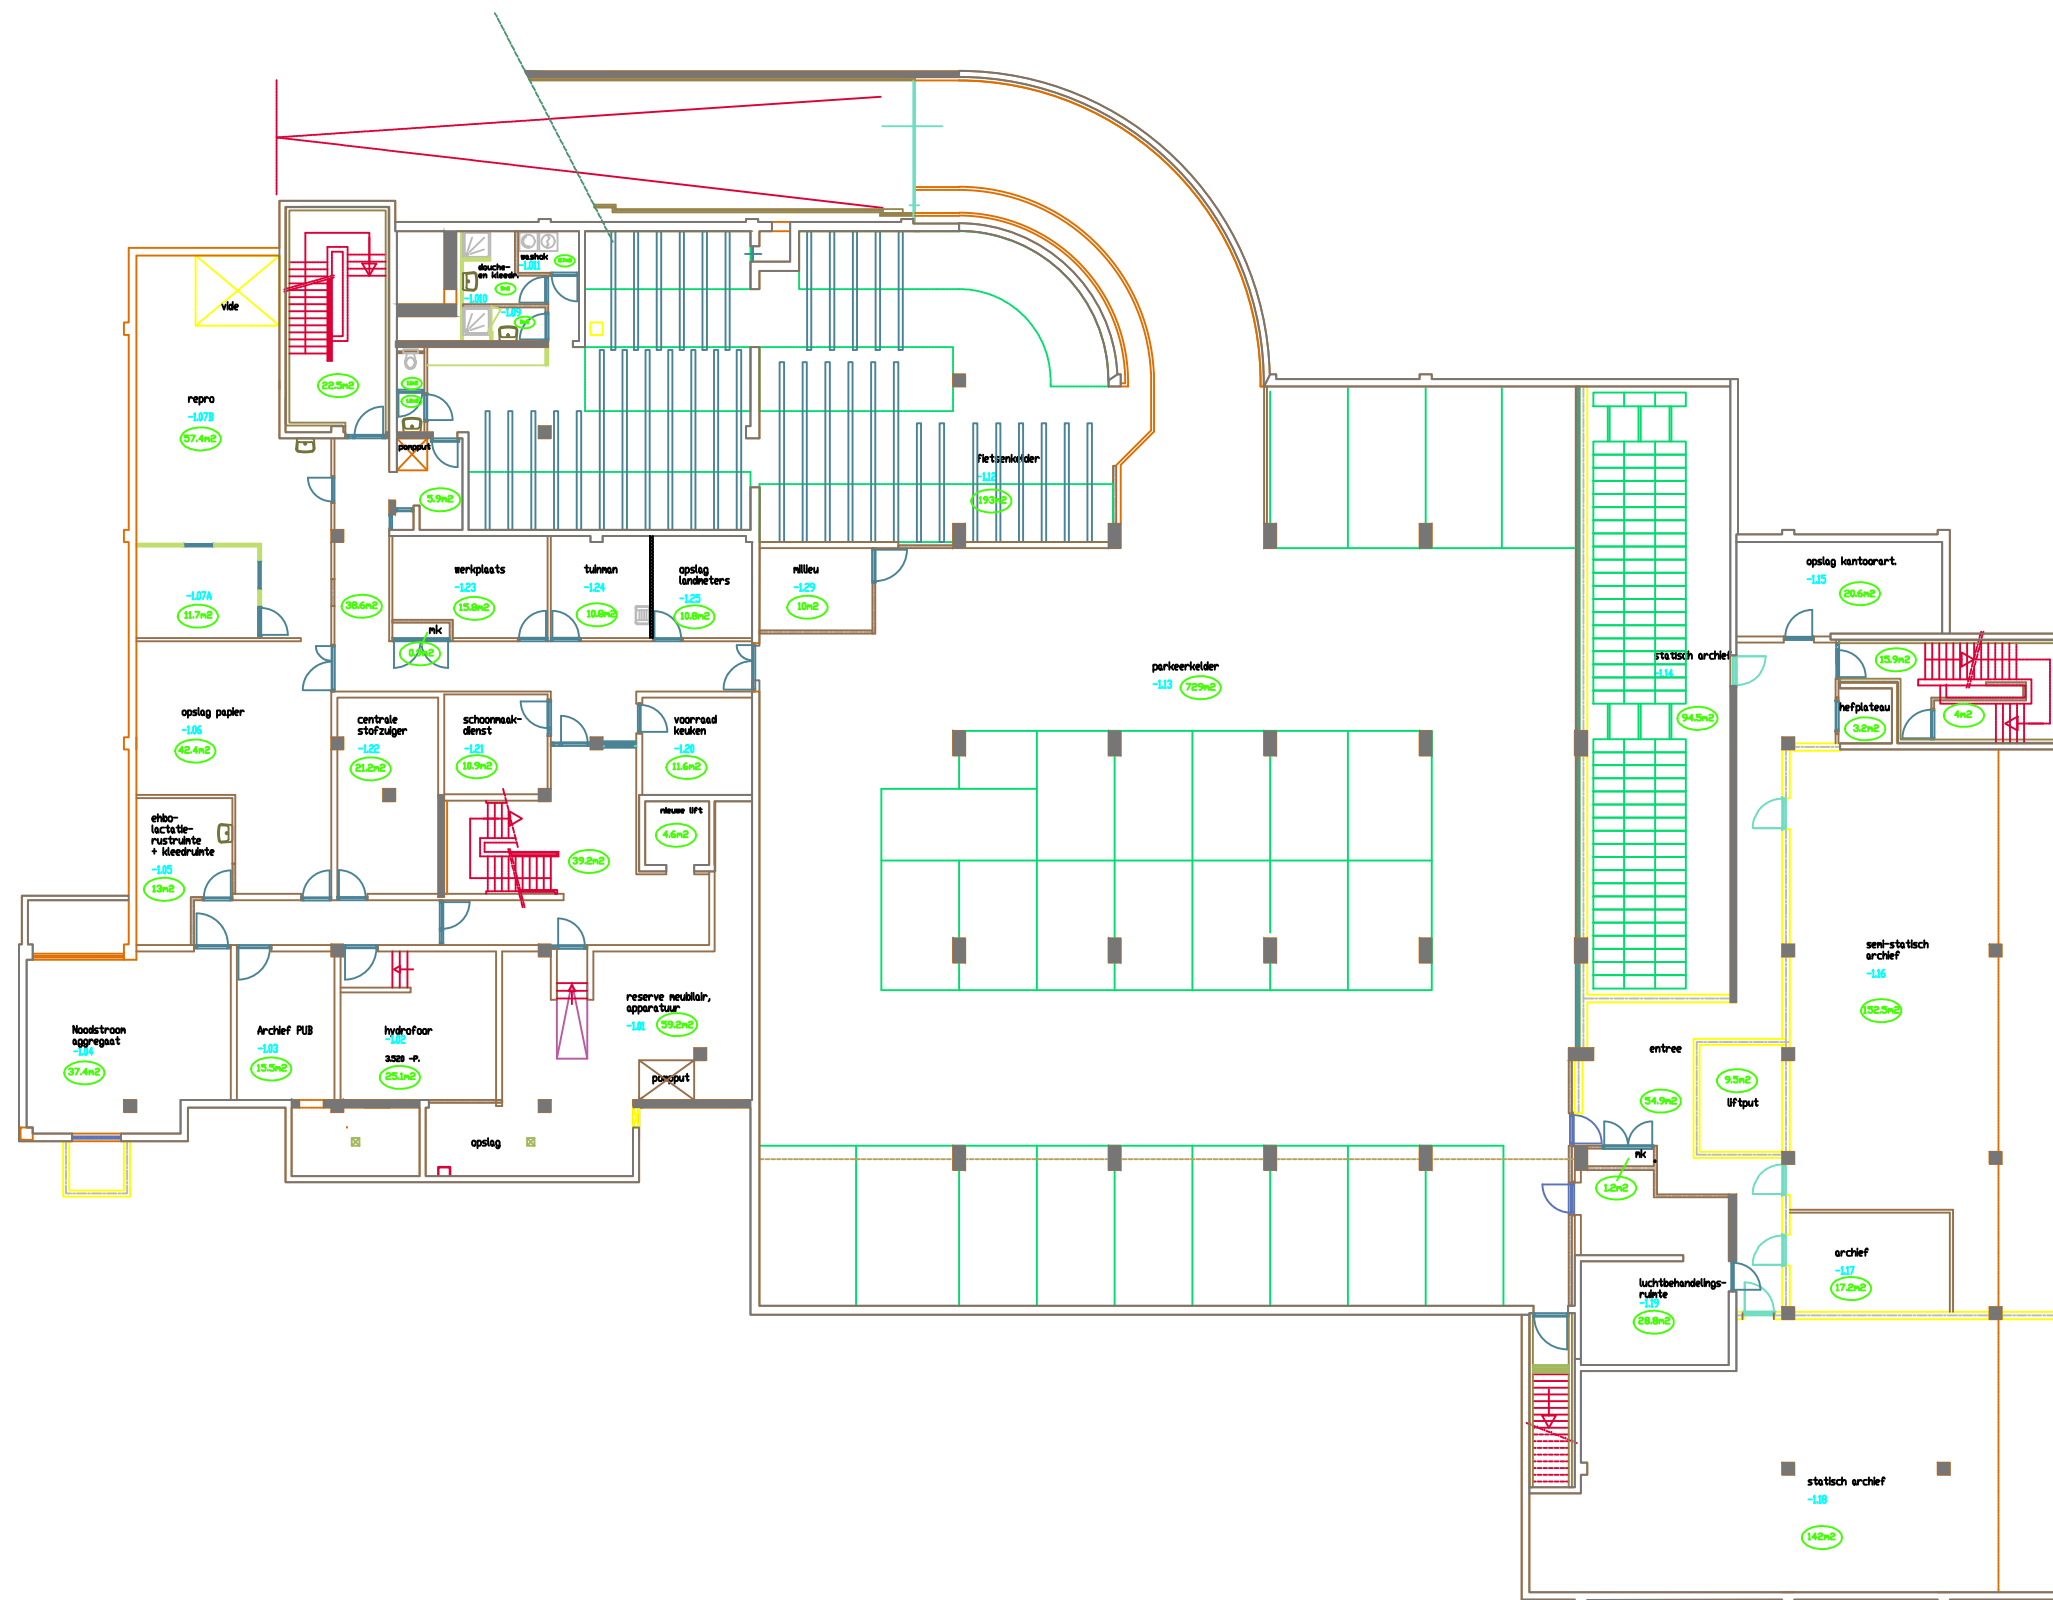 vide
repro
-1.07B
57.4m2
22.5m2
douche-
en kleedr.
-1.010
washok
-1.011
-1.09
pompput
5.9m2
-1.07A
11.7m2
38.6m2
werkplaats
-1.23
15.8m2
mk
tuinman
-1.24
10.8m2
opslag
landmeters
-1.25
10.8m2
millieu
-1.29
10m2
fietsenkelder
-1.12
193m2
parkeerkelder
-1.13
729m2
statisch archief
-1.14
94.5m2
opslag kantoorart.
-1.15
20.6m2
15.9m2
hefplateau
3.2m2
4m2
opslag papier
-1.06
42.4m2
centrale
stofzuiger
-1.22
21.2m2
schoonmaak-
dienst
-1.21
10.9m2
voorraad
keuken
-1.20
11.6m2
nieuwe lift
4.6m2
39.2m2
ehbo-
lactatie-
rustruimte
+ kleedruimte
-1.05
13m2
Noodstroom
aggregaat
-1.04
37.4m2
Archief PUB
-1.03
15.5m2
hydrofoor
-1.02
3.520 -P.
25.1m2
reserve meubilair,
apparatuur
-1.01
59.2m2
pompput
opslag
semi-statisch
archief
-1.16
152.5m2
entree
54.9m2
9.5m2
liftput
mk
1.2m2
luchtbehandelings-
ruimte
-1.19
28.8m2
archief
-1.17
17.2m2
statisch archief
-1.18
142m2